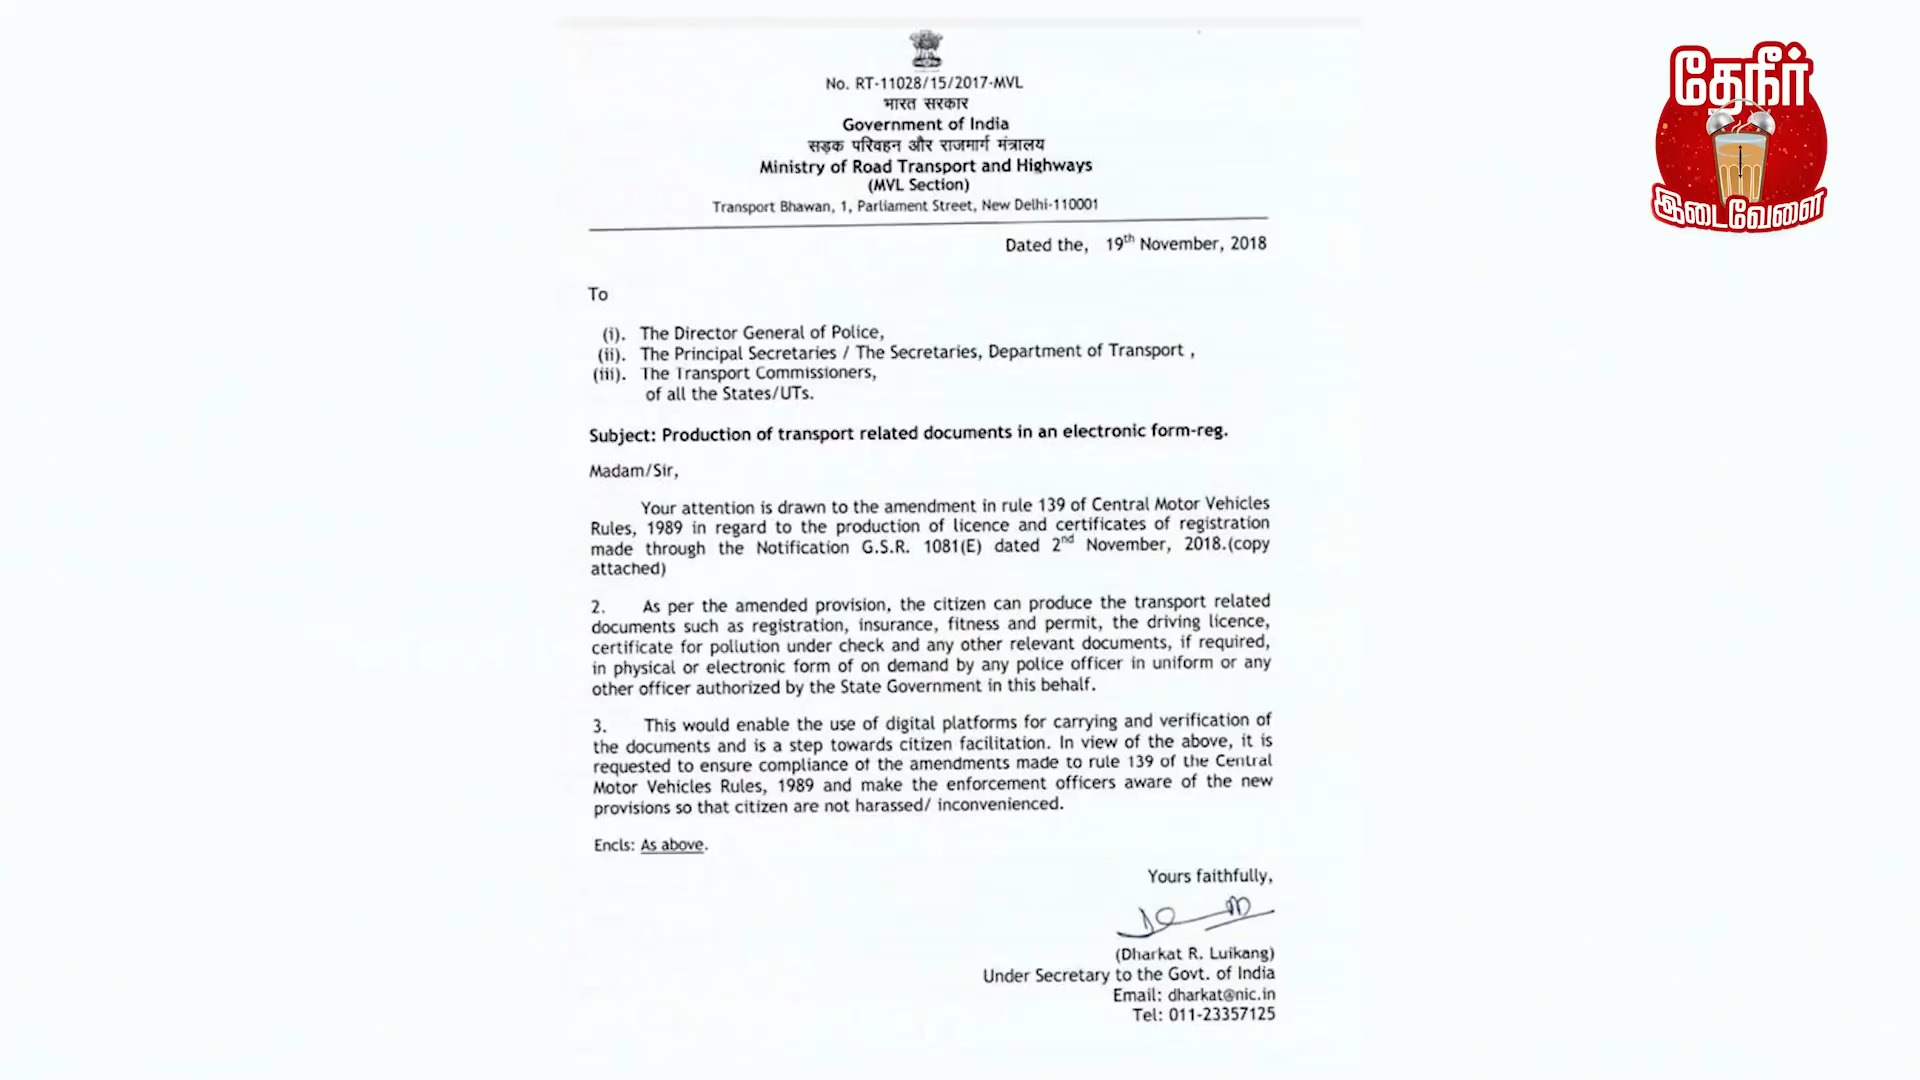 No. RT-11028/15/2017-MVL
भारत सरकार
Government of India
सड़क परिवहन और राजमार्ग मंत्रालय
Ministry of Road Transport and Highways
(MVL Section)
Transport Bhawan, 1, Parliament Street, New Delhi-110001
Dated the, 19th November, 2018
To
(i). The Director General of Police,
(ii). The Principal Secretaries / The Secretaries, Department of Transport ,
(iii). The Transport Commissioners,
of all the States/UTs.
Subject: Production of transport related documents in an electronic form-reg.
Madam/Sir,
Your attention is drawn to the amendment in rule 139 of Central Motor Vehicles
Rules, 1989 in regard to the production of licence and certificates of registration
made through the Notification G.S.R. 1081(E) dated 2nd November, 2018.(copy
attached)
2. As per the amended provision, the citizen can produce the transport related
documents such as registration, insurance, fitness and permit, the driving licence,
certificate for pollution under check and any other relevant documents, if required,
in physical or electronic form of on demand by any police officer in uniform or any
other officer authorized by the State Government in this behalf.
3. This would enable the use of digital platforms for carrying and verification of
the documents and is a step towards citizen facilitation. In view of the above, it is
requested to ensure compliance of the amendments made to rule 139 of the Central
Motor Vehicles Rules, 1989 and make the enforcement officers aware of the new
provisions so that citizen are not harassed/ inconvenienced.
Encls: As above.
Yours faithfully,
(Dharkat R. Luikang)
Under Secretary to the Govt. of India
Email: dharkat@nic.in
Tel: 011-23357125
தேநீர்
இடைவேளை